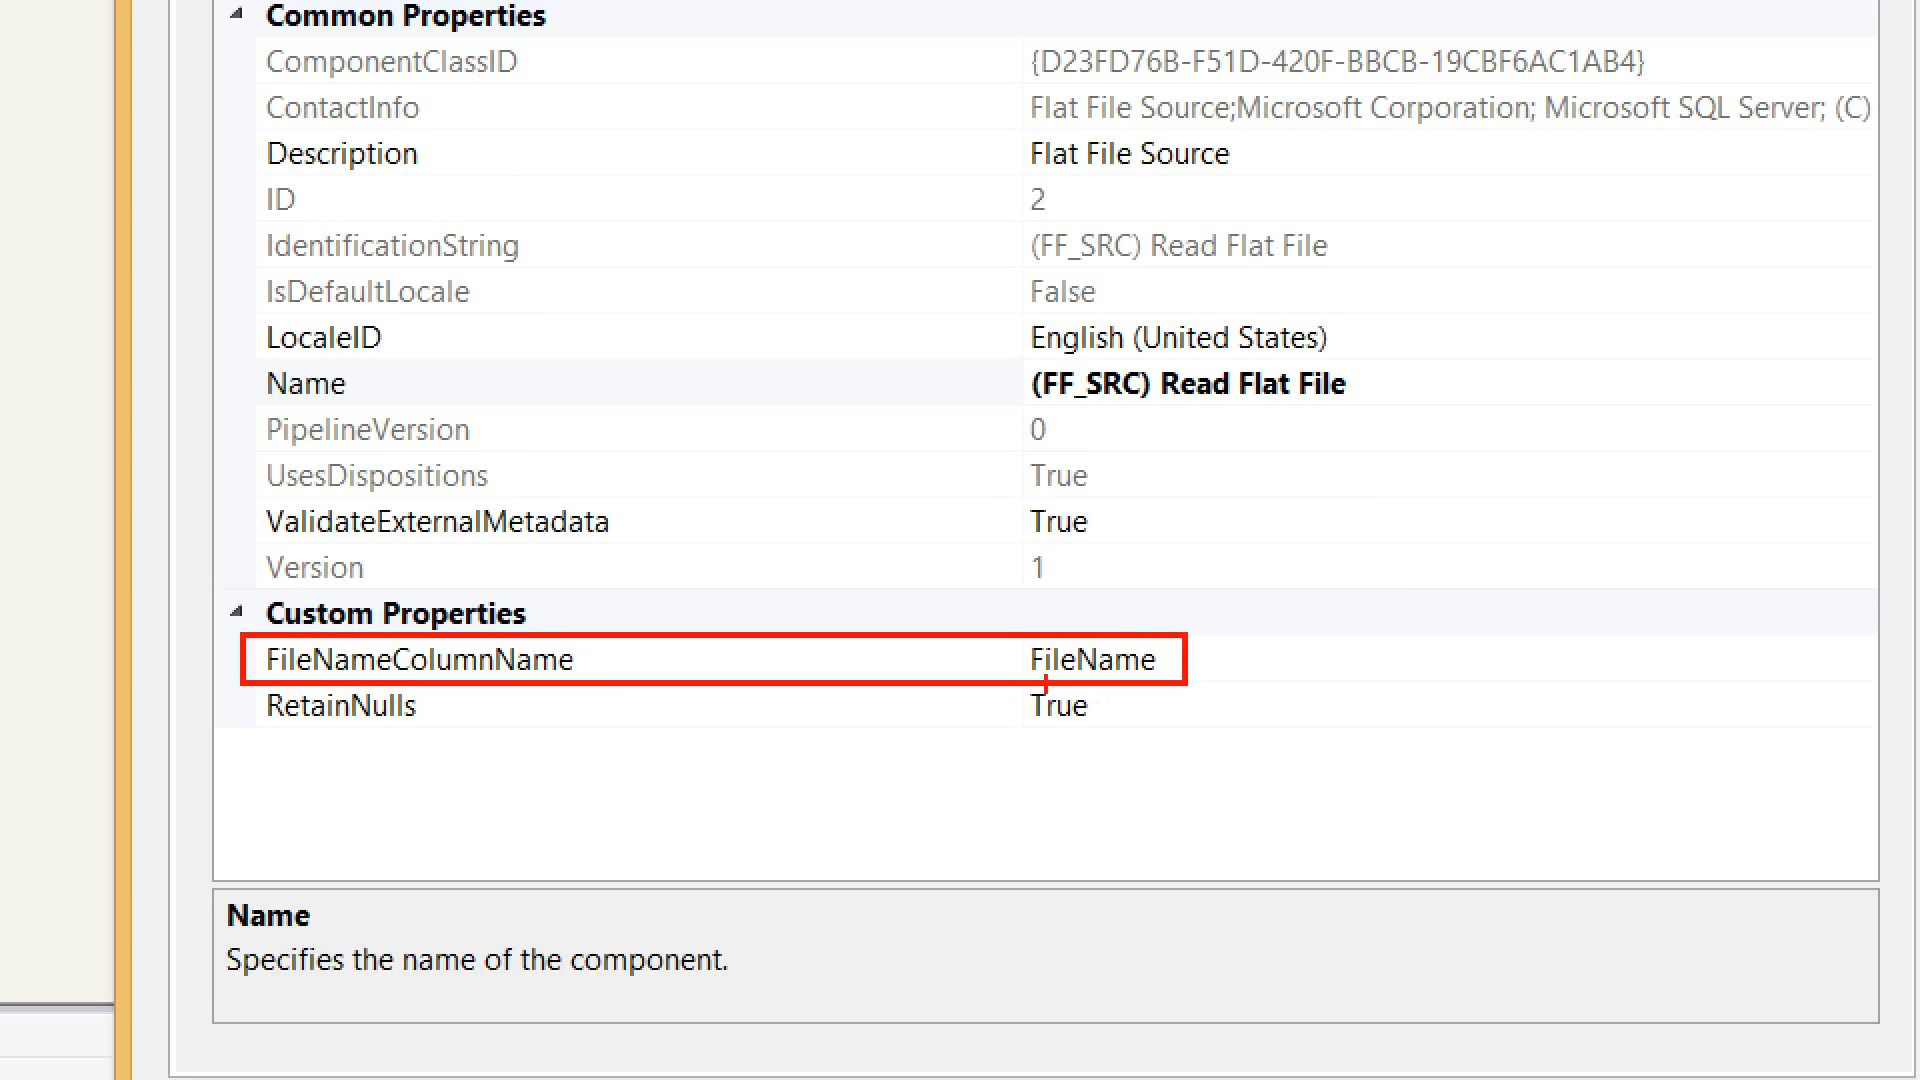 Common Properties
ComponentClassID {D23FD76B-F51D-420F-BBCB-19CBF6AC1AB4}
ContactInfo Flat File Source;Microsoft Corporation; Microsoft SQL Server; (C)
Description Flat File Source
ID 2
IdentificationString (FF_SRC) Read Flat File
IsDefaultLocale False
LocaleID English (United States)
Name (FF_SRC) Read Flat File
PipelineVersion 0
UsesDispositions True
ValidateExternalMetadata True
Version 1
Custom Properties
FileNameColumnName FileName
RetainNulls True
Name
Specifies the name of the component.